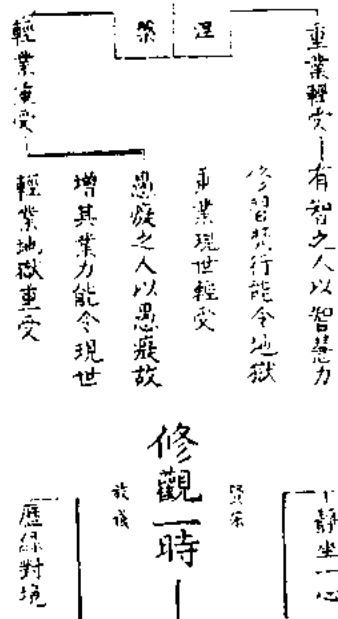 涅槃
重業輕受
有智之人以智慧力
修習梵行能令地獄
重業現世輕受
輕業重受
愚癡之人以愚癡故
增其業力能令現世
輕業地獄重受
修觀一時
靜坐一心
歷緣對境